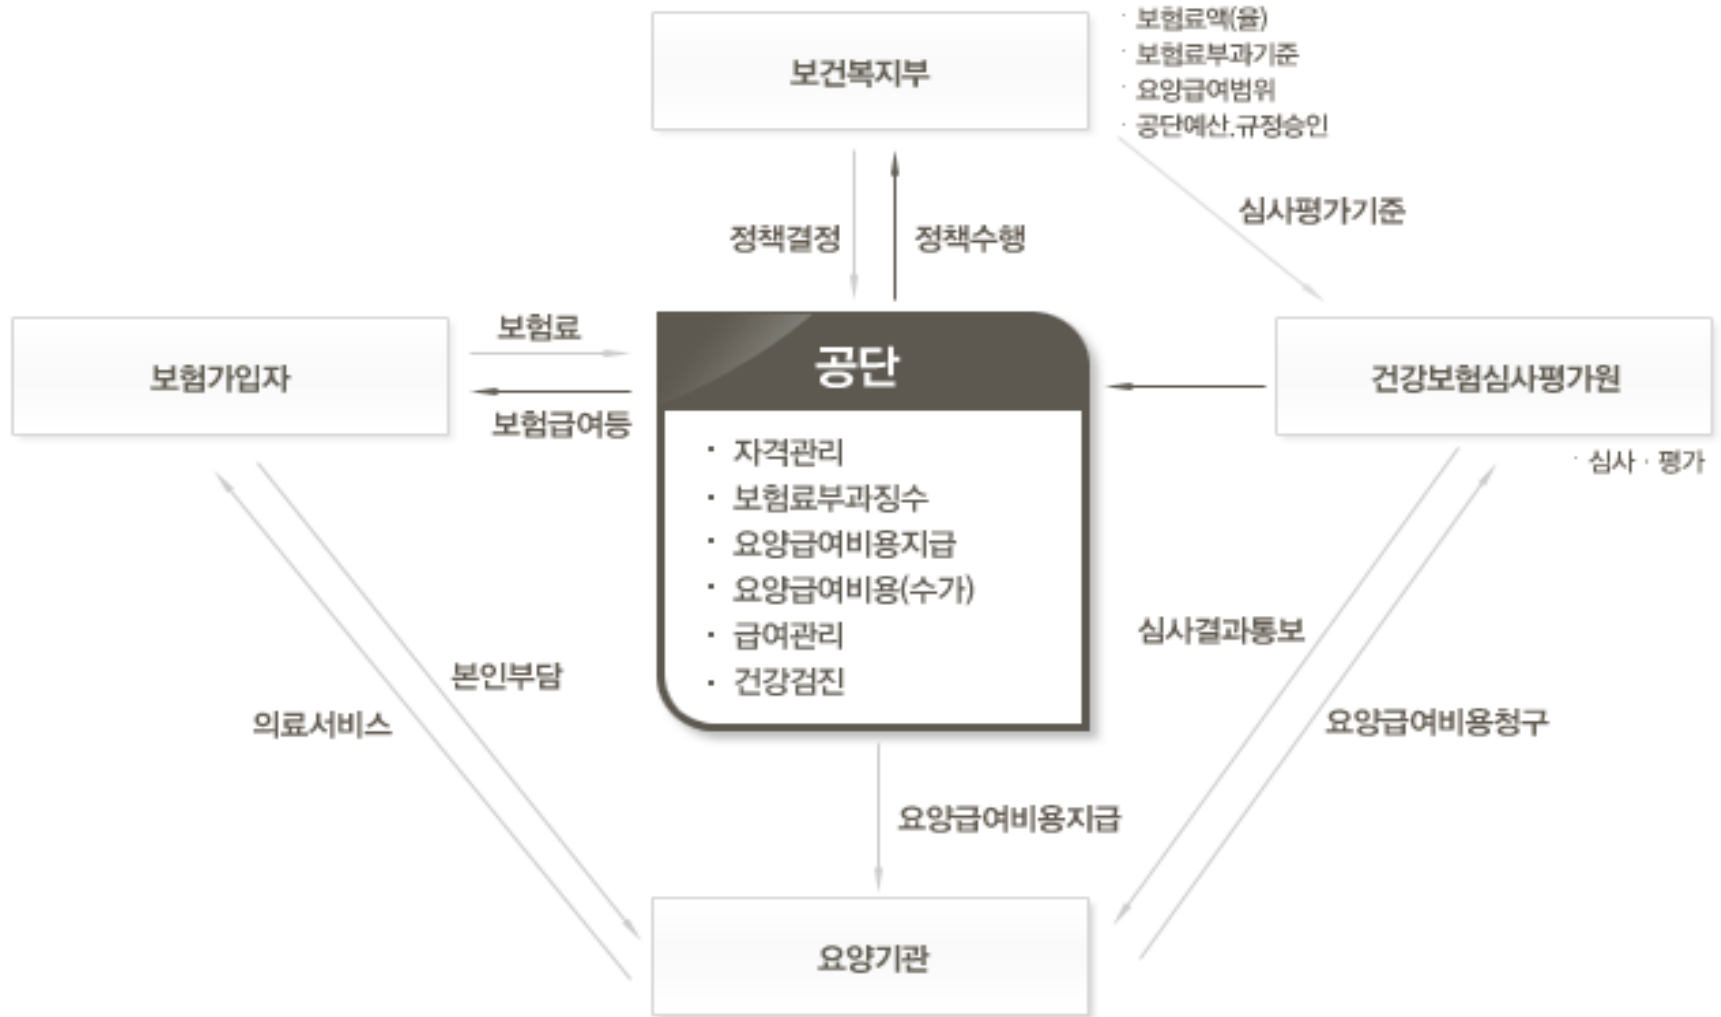 보건복지부
· 보험료액(율)
· 보험료부과기준
· 요양급여범위
· 공단예산.규정승인
심사평가기준
정책결정
정책수행
보험가입자
보험료
보험급여등
공단
· 자격관리
· 보험료부과징수
· 요양급여비용지급
· 요양급여비용(수가)
· 급여관리
· 건강검진
건강보험심사평가원
· 심사 · 평가
심사결과통보
요양급여비용청구
본인부담
의료서비스
요양급여비용지급
요양기관